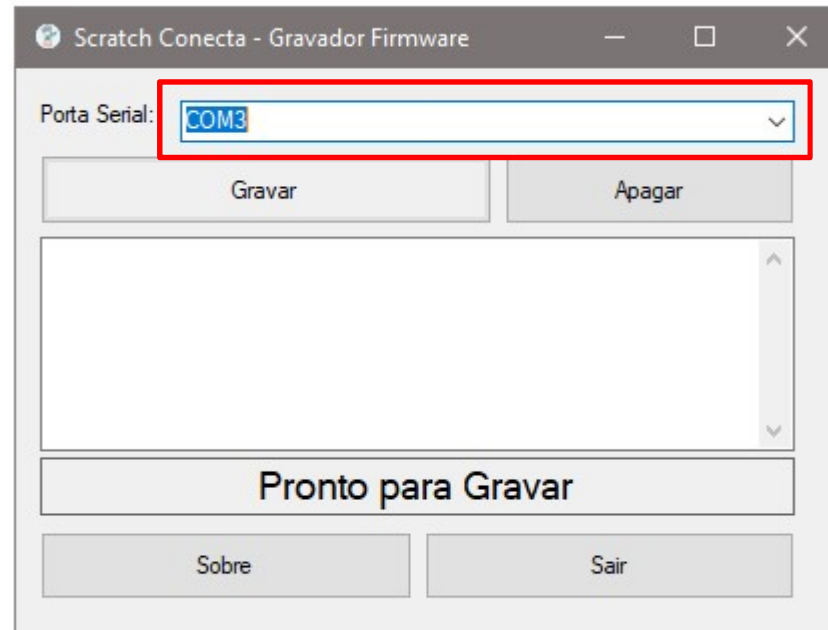 Scratch Conecta - Gravador Firmware
Porta Serial: COM3
Gravar Apagar
Pronto para Gravar
Sobre Sair